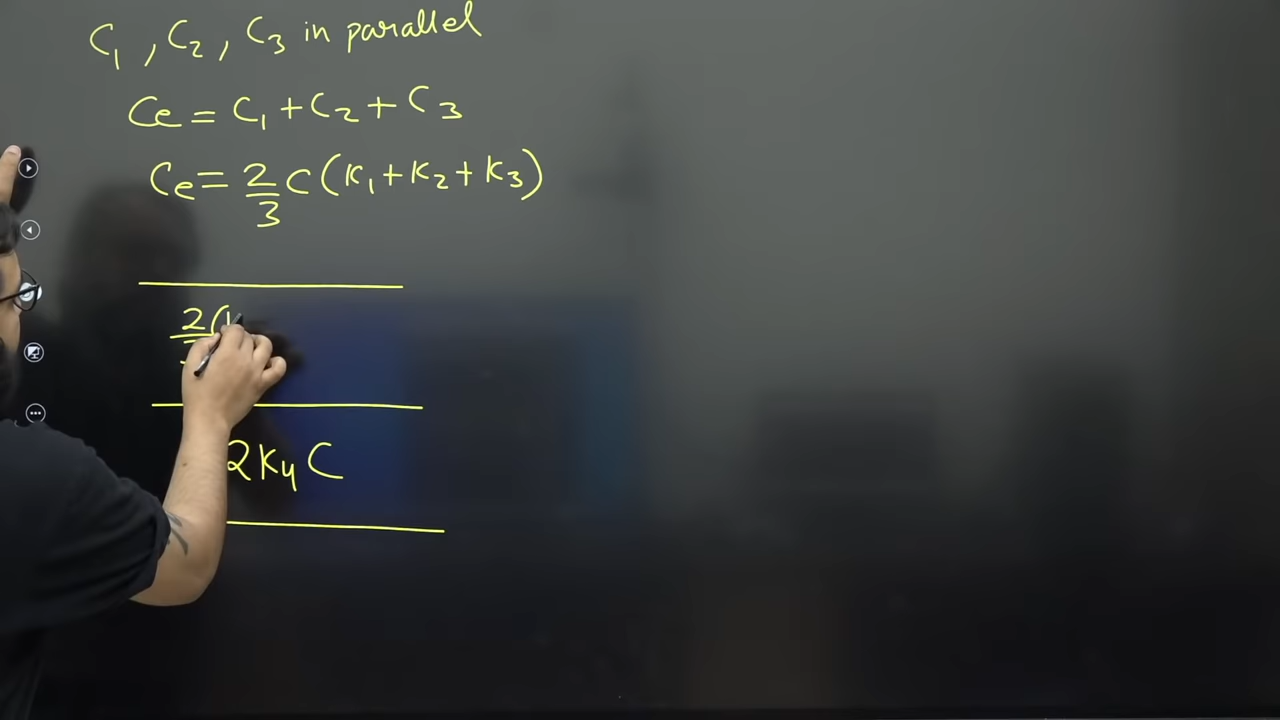 C₁, C₂, C₃ in parallel
Ce = C₁ + C₂ + C₃
Ce = 2/3 C (K₁ + K₂ + K₃)
2(
2K₄ C